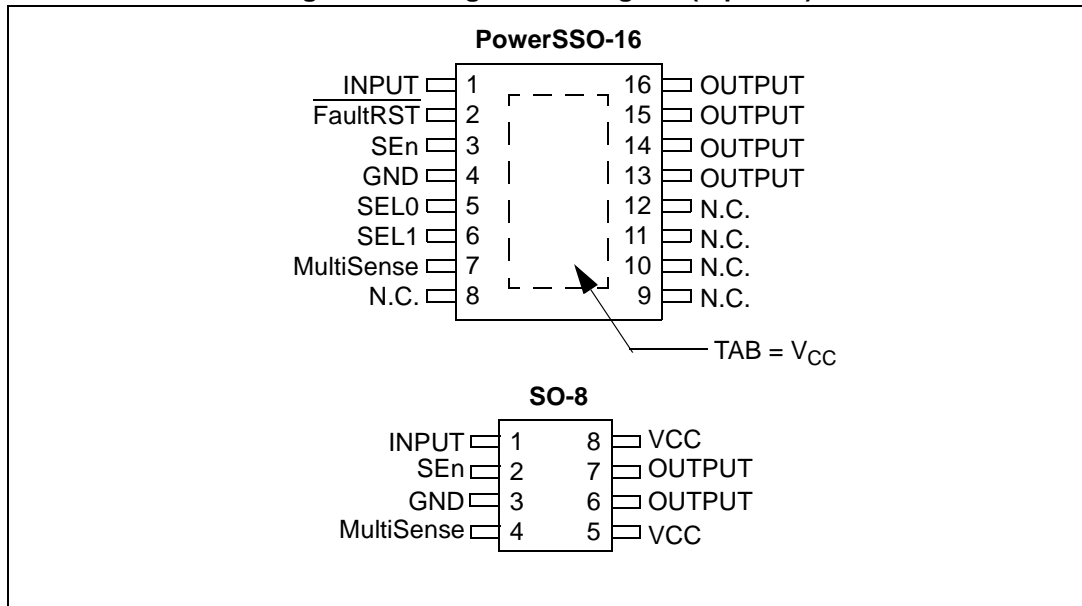 PowerSSO-16
INPUT 1 16 OUTPUT
FaultRST 2 15 OUTPUT
SEn 3 14 OUTPUT
GND 4 13 OUTPUT
SEL0 5 12 N.C.
SEL1 6 11 N.C.
MultiSense 7 10 N.C.
N.C. 8 9 N.C.
TAB = VCC
SO-8
INPUT 1 8 VCC
SEn 2 7 OUTPUT
GND 3 6 OUTPUT
MultiSense 4 5 VCC